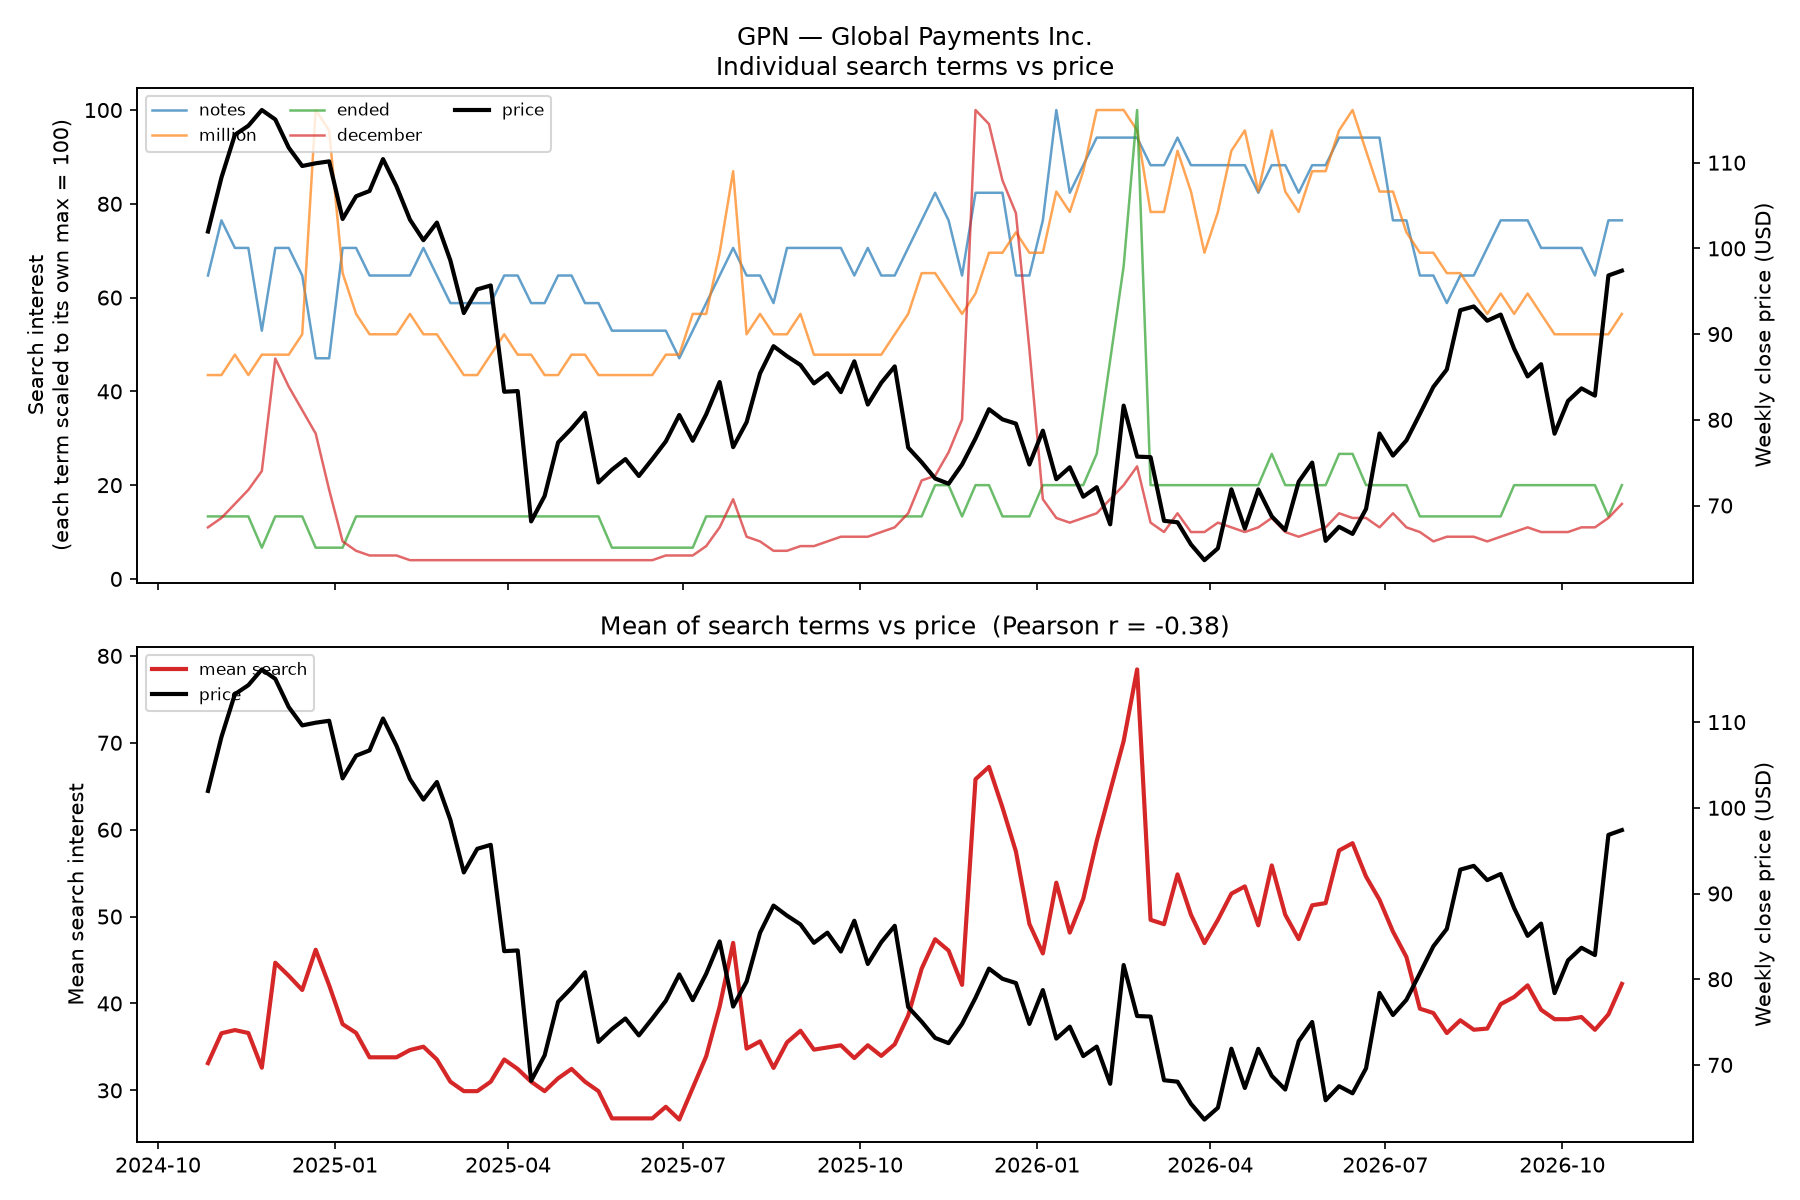 GPN — Global Payments Inc.
Individual search terms vs price
notes
million
ended
december
price
Search interest
(each term scaled to its own max = 100)
100
80
60
40
20
0
110
100
90
80
70
Weekly close price (USD)
Mean of search terms vs price (Pearson r = -0.38)
mean search
price
Mean search interest
80
70
60
50
40
30
110
100
90
80
70
Weekly close price (USD)
2024-10
2025-01
2025-04
2025-07
2025-10
2026-01
2026-04
2026-07
2026-10